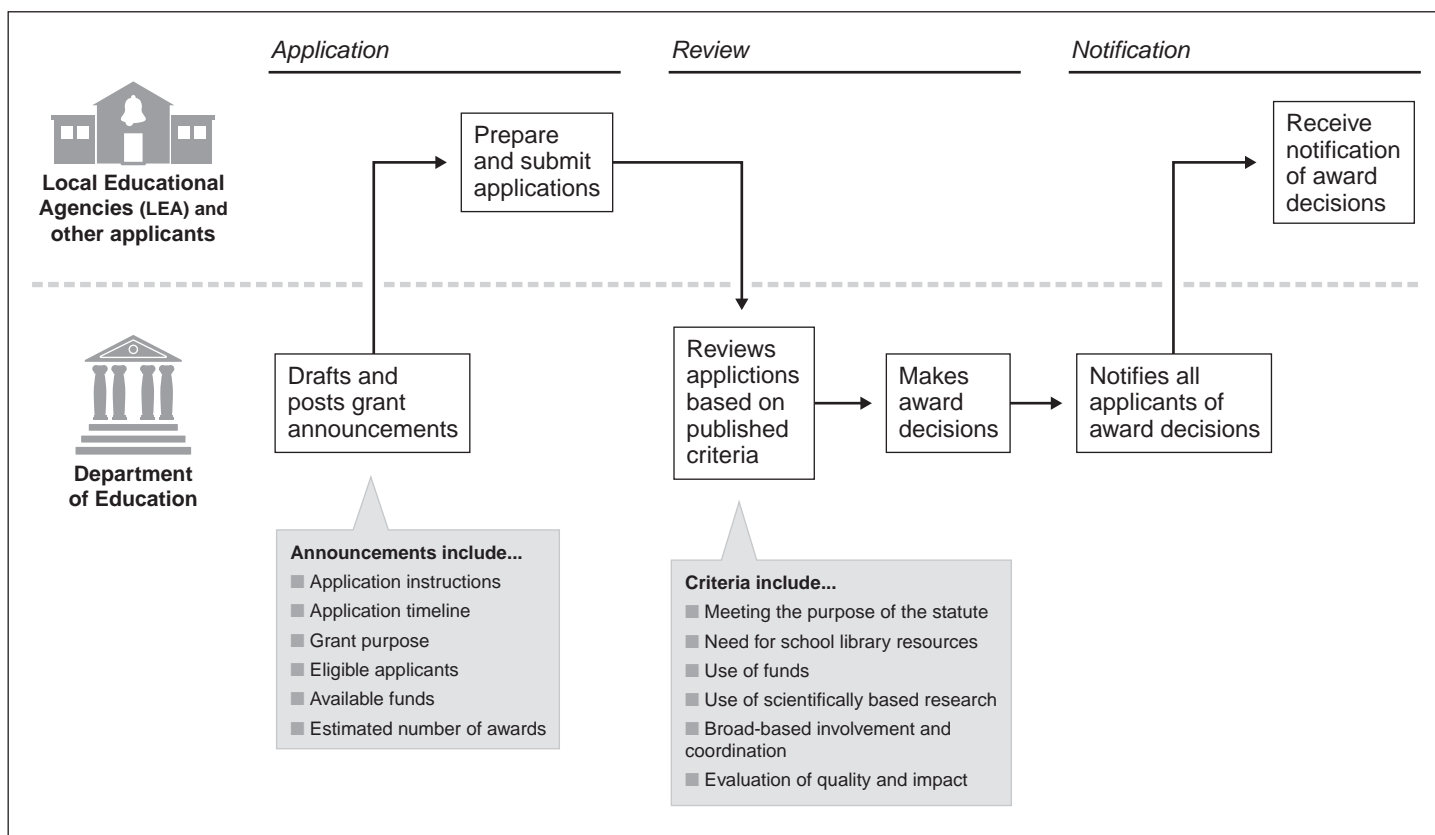 Application
Review
Notification
Local Educational
Agencies (LEA) and
other applicants
Prepare
and submit
applications
Receive
notification
of award
decisions
Department
of Education
Drafts and
posts grant
announcements
Reviews
applictions
based on
published
criteria
Makes
award
decisions
Notifies all
applicants of
award decisions
Announcements include...
Application instructions
Application timeline
Grant purpose
Eligible applicants
Available funds
Estimated number of awards
Criteria include...
Meeting the purpose of the statute
Need for school library resources
Use of funds
Use of scientifically based research
Broad-based involvement and
coordination
Evaluation of quality and impact